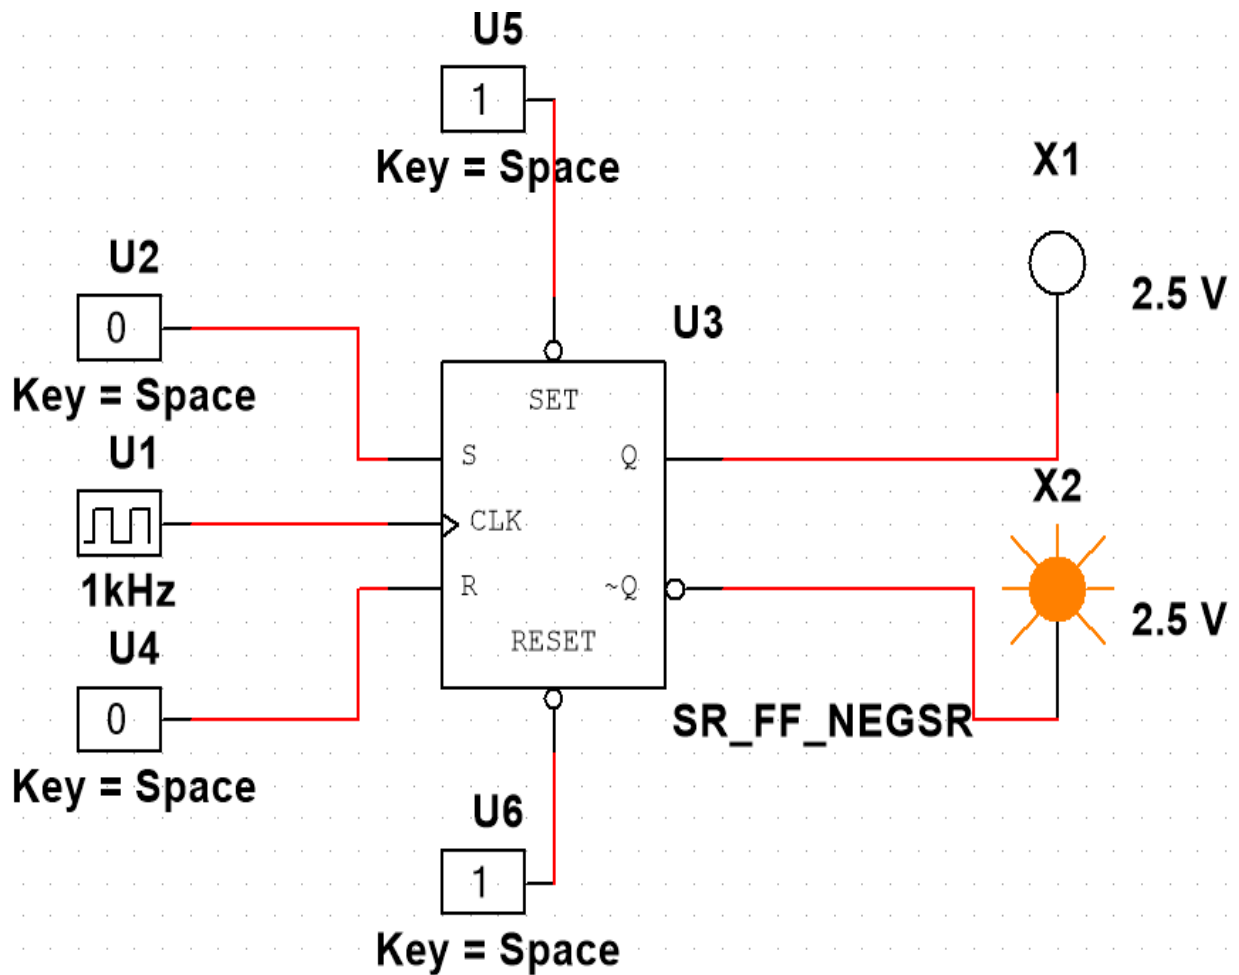 U5
1
Key = Space
X1
U2
0
2.5 V
U3
Key = Space
SET
U1
S
Q
X2
CLK
1kHz
R
~Q
2.5 V
U4
RESET
0
SR_FF_NEGSR
Key = Space
U6
1
Key = Space